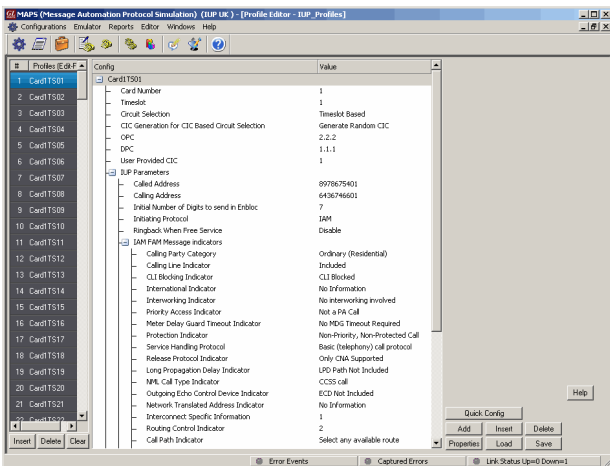 MAPS (Message Automation Protocol Simulation) (IUP UK ) - [Profile Editor - IUP_Profiles]
Configurations Emulator Reports Editor Windows Help
# Profiles (Edit-F
1 Card1TS01
2 Card1TS02
3 Card1TS03
4 Card1TS04
5 Card1TS05
6 Card1TS06
7 Card1TS07
8 Card1TS08
9 Card1TS09
10 Card1TS10
11 Card1TS11
12 Card1TS12
13 Card1TS13
14 Card1TS14
15 Card1TS15
16 Card1TS16
17 Card1TS17
18 Card1TS18
19 Card1TS19
20 Card1TS20
21 Card1TS21
22 Card1TS22
Insert Delete Clear
Config Value
Card1TS01
Card Number 1
Timeslot 1
Circuit Selection Timeslot Based
CIC Generation for CIC Based Circuit Selection Generate Random CIC
OPC 2.2.2
DPC 1.1.1
User Provided CIC 1
IUP Parameters
Called Address 8978675401
Calling Address 6436746601
Initial Number of Digits to send in Enbloc 7
Initiating Protocol IAM
Ringback When Free Service Disable
IAM FAM Message indicators
Calling Party Category Ordinary (Residential)
Calling Line Indicator Included
CLI Blocking Indicator CLI Blocked
International Indicator No Information
Interworking Indicator No interworking involved
Priority Access Indicator Not a PA Call
Meter Delay Guard Timeout Indicator No MDG Timeout Required
Protection Indicator Non-Priority, Non-Protected Call
Service Handling Protocol Basic (telephony) call protocol
Release Protocol Indicator Only CNA Supported
Long Propagation Delay Indicator LPD Path Not Included
NML Call Type Indicator CCSS call
Outgoing Echo Control Device Indicator ECD Not Included
Network Translated Address Indicator No Information
Interconnect Specific Information 1
Routing Control Indicator 2
Call Path Indicator Select any available route
Help
Quick Config
Add Insert Delete
Properties Load Save
Error Events Captured Errors Link Status Up=0 Down=1